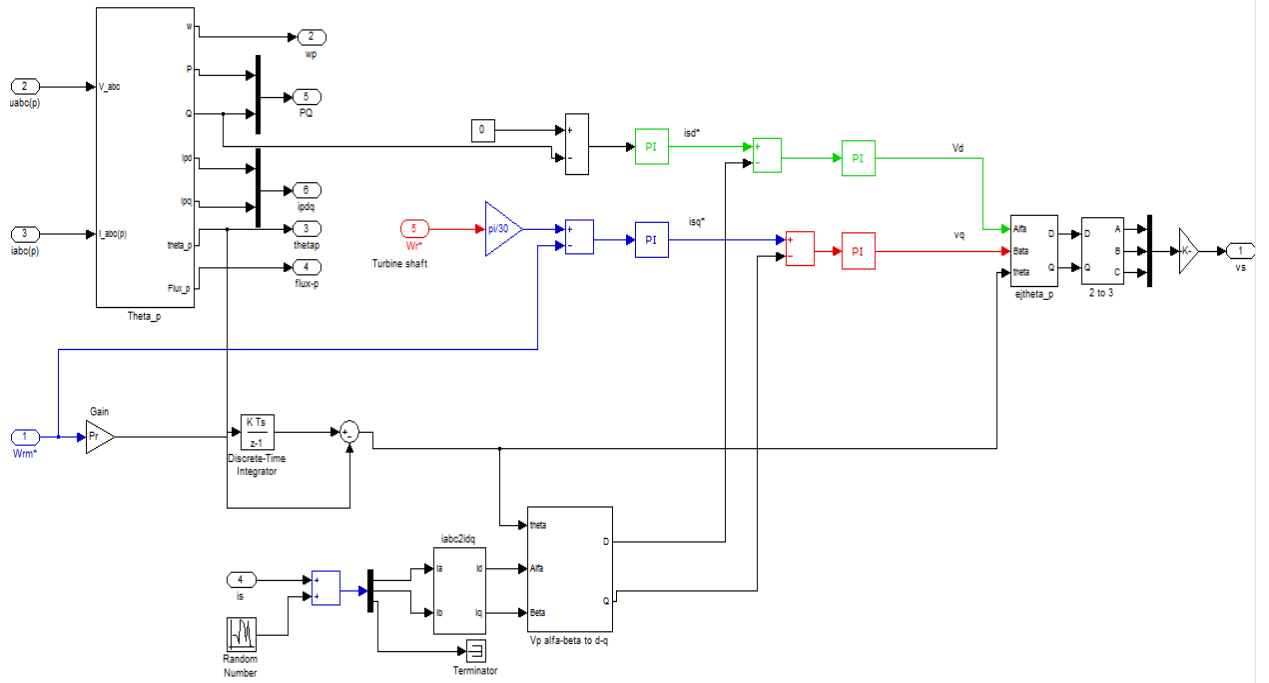 w
2
wp
P
2
V_abc
5
uabc(p)
PQ
Q
0
+
-
PI
isd*
+
-
PI
Vd
Ipd
6
ipdq
Ipq
3
I_abc(p)
iabc(p)
theta_p
3
thetap
Flux_p
4
flux-p
Theta_p
5
Wr*
Turbine shaft
pi/30
+
-
PI
isq*
+
-
PI
vq
Alfa
Bata
theta
D
Q
ejtheta_p
D
Q
A
B
C
2 to 3
-K-
1
vs
1
Wrm*
Gain
Pr
K Ts
z-1
Discrete-Time
Integrator
+
-
4
is
+
+
Random
Number
iabc2idq
Ia
Ib
Id
Iq
Terminator
theta
Alfa
Beta
D
Q
Vp alfa-beta to d-q